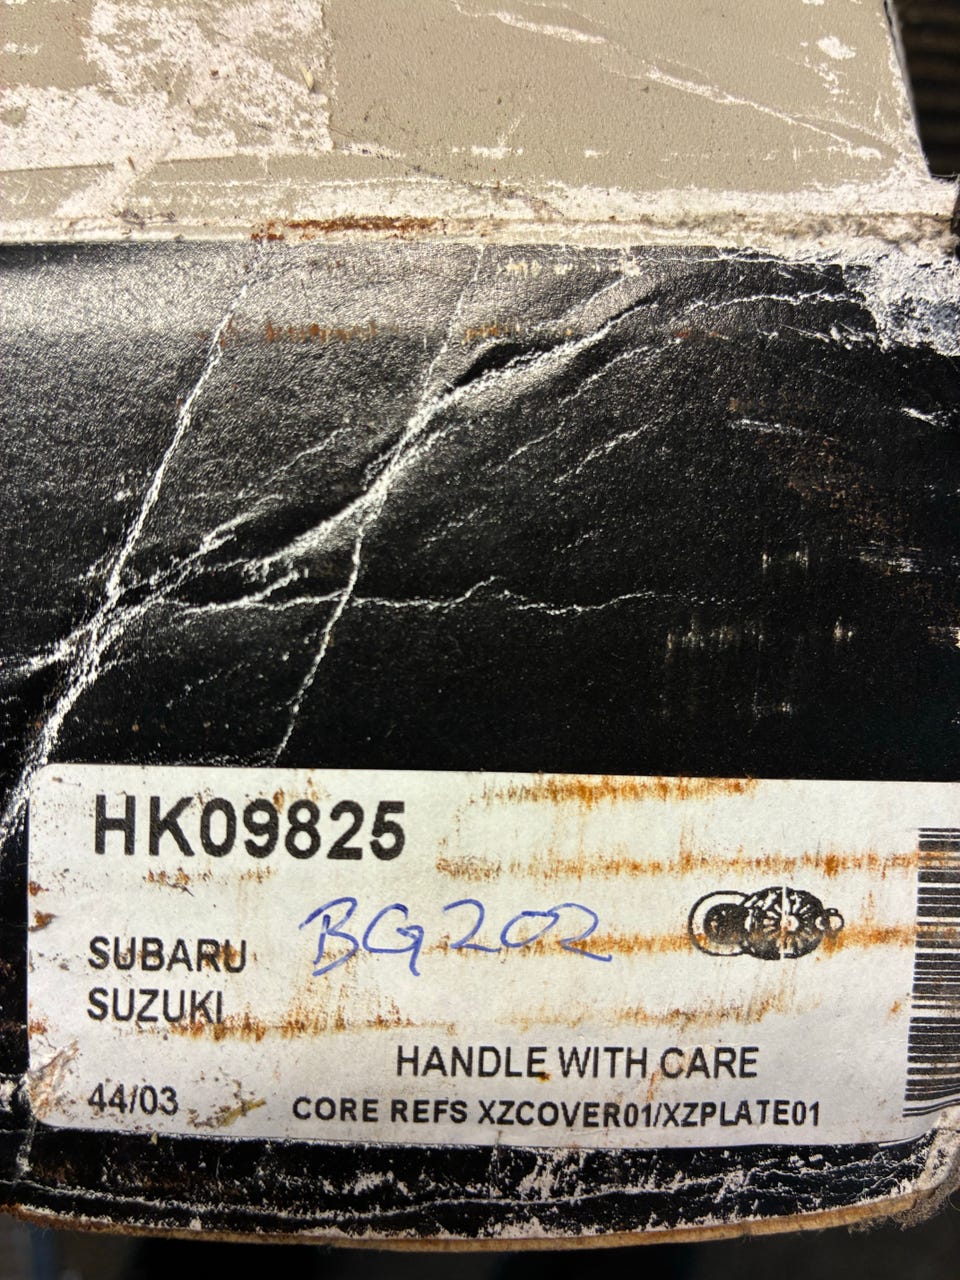 HK09825
BG202
SUBARU
SUZUKI
HANDLE WITH CARE
44/03
CORE REFS XZCOVER01/XZPLATE01